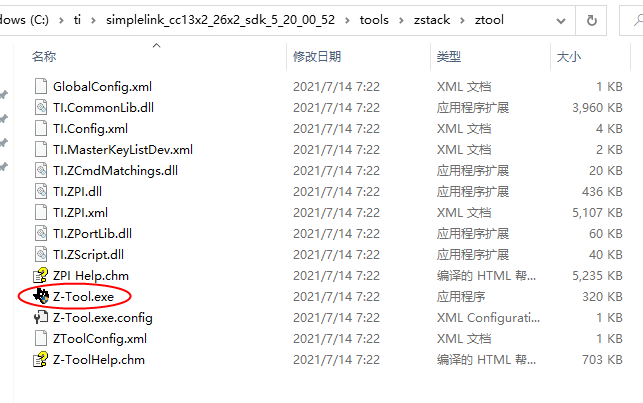 dows (C:) > ti > simplelink_cc13x2_26x2_sdk_5_20_00_52 > tools > zstack > ztool
名称 修改日期 类型 大小
GlobalConfig.xml 2021/7/14 7:22 XML 文档 1 KB
TI.CommonLib.dll 2021/7/14 7:22 应用程序扩展 3,960 KB
TI.Config.xml 2021/7/14 7:22 XML 文档 4 KB
TI.MasterKeyListDev.xml 2021/7/14 7:22 XML 文档 2 KB
TI.ZCmdMatchings.dll 2021/7/14 7:22 应用程序扩展 20 KB
TI.ZPI.dll 2021/7/14 7:22 应用程序扩展 436 KB
TI.ZPI.xml 2021/7/14 7:22 XML 文档 5,107 KB
TI.ZPortLib.dll 2021/7/14 7:22 应用程序扩展 60 KB
TI.ZScript.dll 2021/7/14 7:22 应用程序扩展 40 KB
ZPI Help.chm 2021/7/14 7:22 编译的 HTML 帮... 5,235 KB
Z-Tool.exe 2021/7/14 7:22 应用程序 320 KB
Z-Tool.exe.config 2021/7/14 7:22 XML Configurati... 1 KB
ZToolConfig.xml 2021/7/14 7:22 XML 文档 1 KB
Z-ToolHelp.chm 2021/7/14 7:22 编译的 HTML 帮... 703 KB